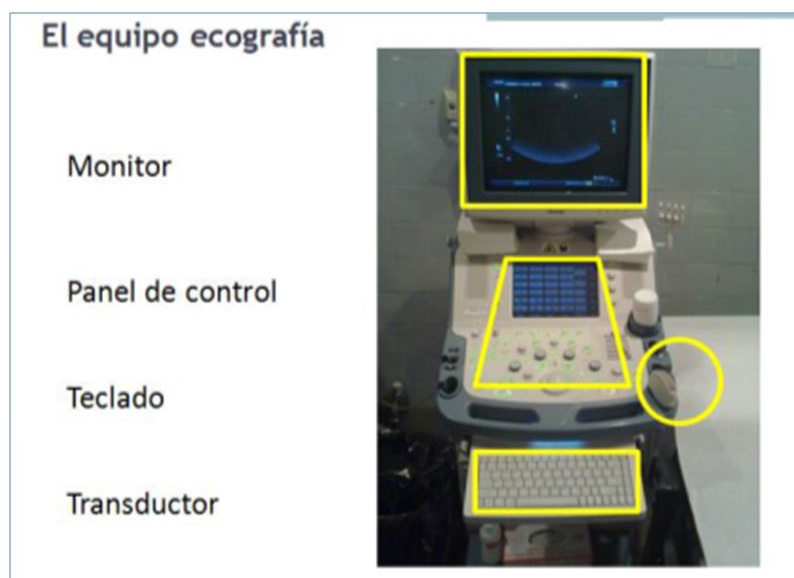 El equipo ecografía
Monitor
Panel de control
Teclado
Transductor